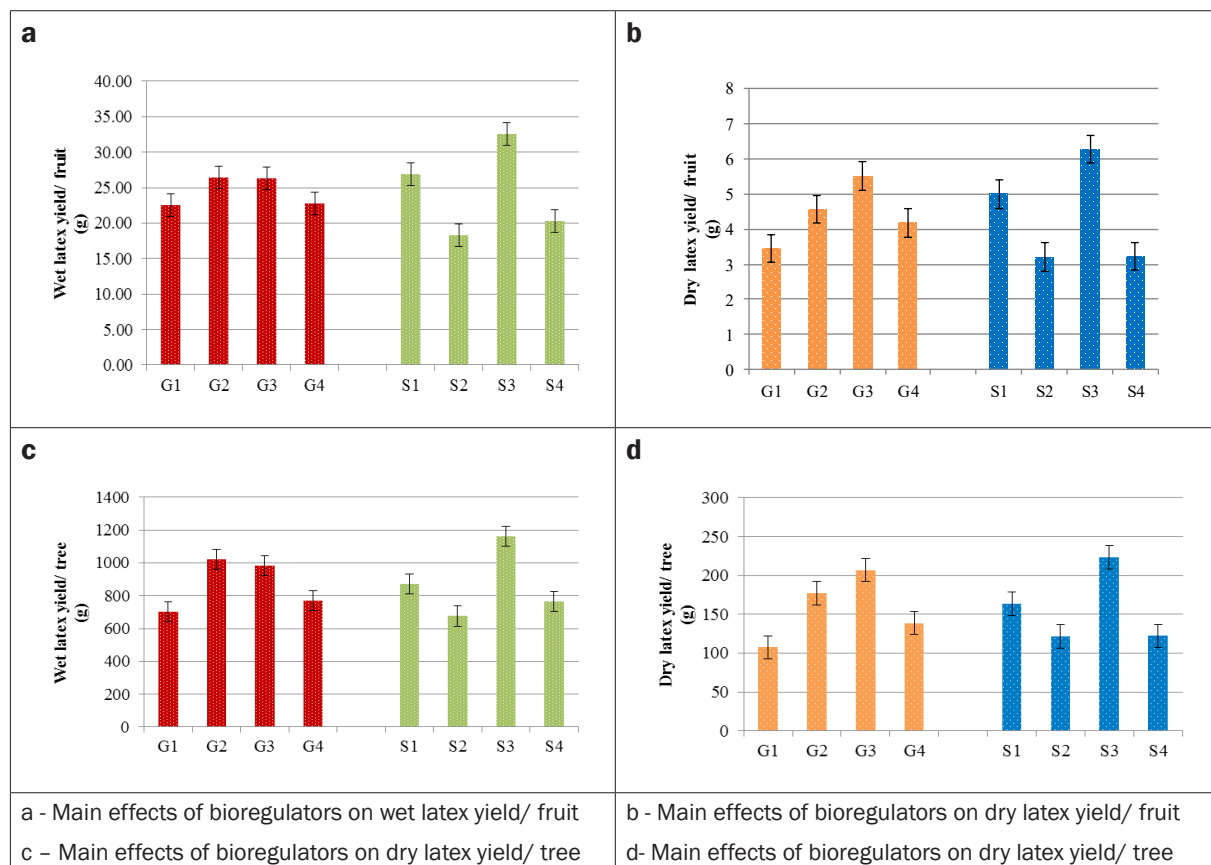 a
40.00
35.00
30.00
25.00
20.00
15.00
10.00
5.00
0.00
Wet latex yield/ fruit
(g)
G1 G2 G3 G4 S1 S2 S3 S4
b
8
7
6
5
4
3
2
1
0
Dry latex yield/ fruit
(g)
G1 G2 G3 G4 S1 S2 S3 S4
c
1400
1200
1000
800
600
400
200
0
Wet latex yield/ tree
(g)
G1 G2 G3 G4 S1 S2 S3 S4
d
300
250
200
150
100
50
0
Dry latex yield/ tree
(g)
G1 G2 G3 G4 S1 S2 S3 S4
a - Main effects of bioregulators on wet latex yield/ fruit
c – Main effects of bioregulators on dry latex yield/ tree
b - Main effects of bioregulators on dry latex yield/ fruit
d- Main effects of bioregulators on dry latex yield/ tree